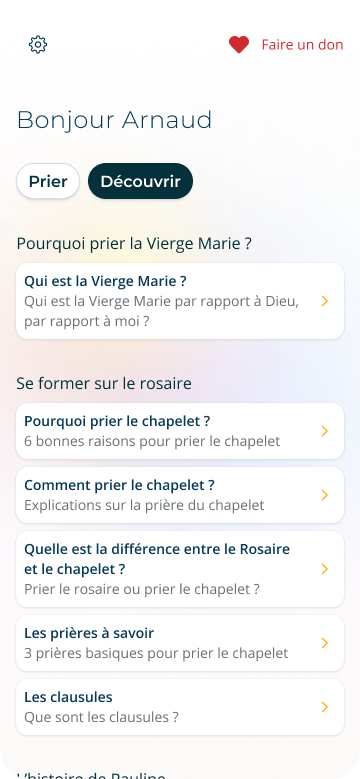 Faire un don
Bonjour Arnaud
Prier
Découvrir
Pourquoi prier la Vierge Marie ?
Qui est la Vierge Marie ?
Qui est la Vierge Marie par rapport à Dieu,
par rapport à moi ?
Se former sur le rosaire
Pourquoi prier le chapelet ?
6 bonnes raisons pour prier le chapelet
Comment prier le chapelet ?
Explications sur la prière du chapelet
Quelle est la différence entre le Rosaire
et le chapelet ?
Prier le rosaire ou prier le chapelet ?
Les prières à savoir
3 prières basiques pour prier le chapelet
Les clausules
Que sont les clausules ?
L’histoire de Pauline